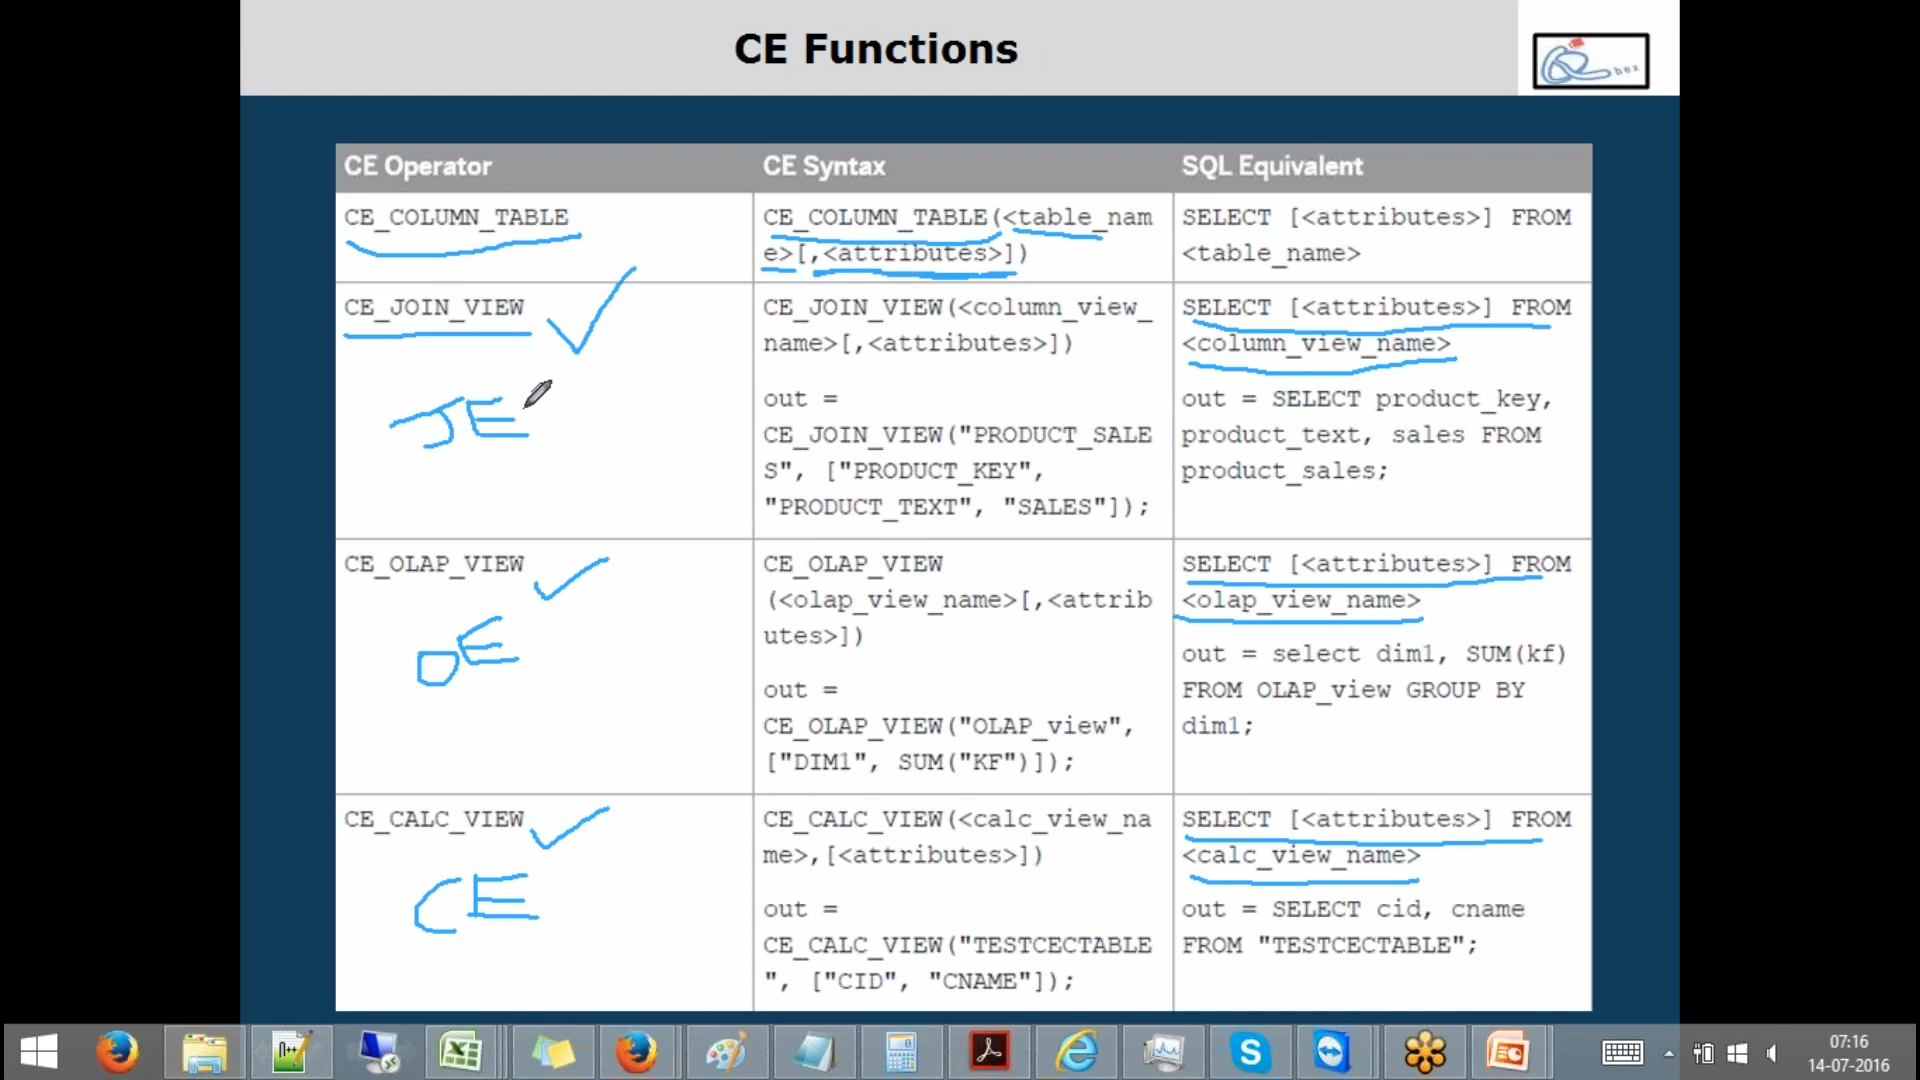 CE Functions
box
CE Operator
CE Syntax
SQL Equivalent
CE_COLUMN_TABLE
CE_COLUMN_TABLE(<table_nam
e>[,<attributes>])
SELECT [<attributes>] FROM
<table_name>
CE_JOIN_VIEW
JE
CE_JOIN_VIEW(<column_view_
name>[,<attributes>])
out =
CE_JOIN_VIEW("PRODUCT_SALE
S", ["PRODUCT_KEY",
"PRODUCT_TEXT", "SALES"]);
SELECT [<attributes>] FROM
<column_view_name>
out = SELECT product_key,
product_text, sales FROM
product_sales;
CE_OLAP_VIEW
OE
CE_OLAP_VIEW
(<olap_view_name>[,<attrib
utes>])
out =
CE_OLAP_VIEW("OLAP_view",
["DIM1", SUM("KF")]);
SELECT [<attributes>] FROM
<olap_view_name>
out = select dim1, SUM(kf)
FROM OLAP_view GROUP BY
dim1;
CE_CALC_VIEW
CE
CE_CALC_VIEW(<calc_view_na
me>,[<attributes>])
out =
CE_CALC_VIEW("TESTCECTABLE
", ["CID", "CNAME"]);
SELECT [<attributes>] FROM
<calc_view_name>
out = SELECT cid, cname
FROM "TESTCECTABLE";
07:16
14-07-2016